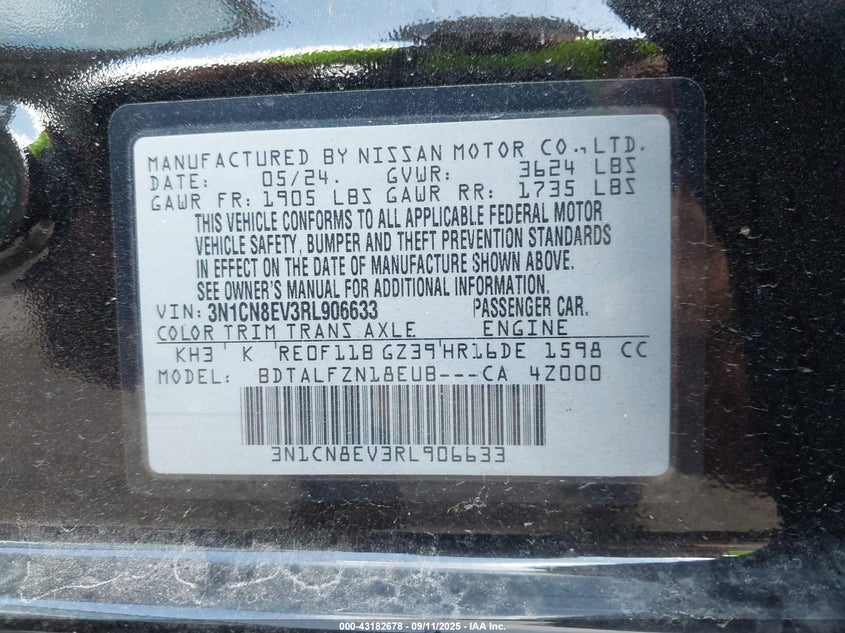 MANUFACTURED BY NISSAN MOTOR CO., LTD.
DATE: 05/24. GVWR: 3624 LBS
GAWR FR: 1905 LBS GAWR RR: 1735 LBS
THIS VEHICLE CONFORMS TO ALL APPLICABLE FEDERAL MOTOR
VEHICLE SAFETY, BUMPER AND THEFT PREVENTION STANDARDS
IN EFFECT ON THE DATE OF MANUFACTURE SHOWN ABOVE.
SEE OWNER'S MANUAL FOR ADDITIONAL INFORMATION.
VIN: 3N1CN8EV3RL906633 PASSENGER CAR.
COLOR TRIM TRANS AXLE ENGINE
KH3 K RE0F11B GZ39 HR16DE 1598 CC
MODEL: BDTALFZN18EUB---CA 4Z000
3N1CN8EV3RL906633
000-43182678 - 09/11/2025 - IAA Inc.